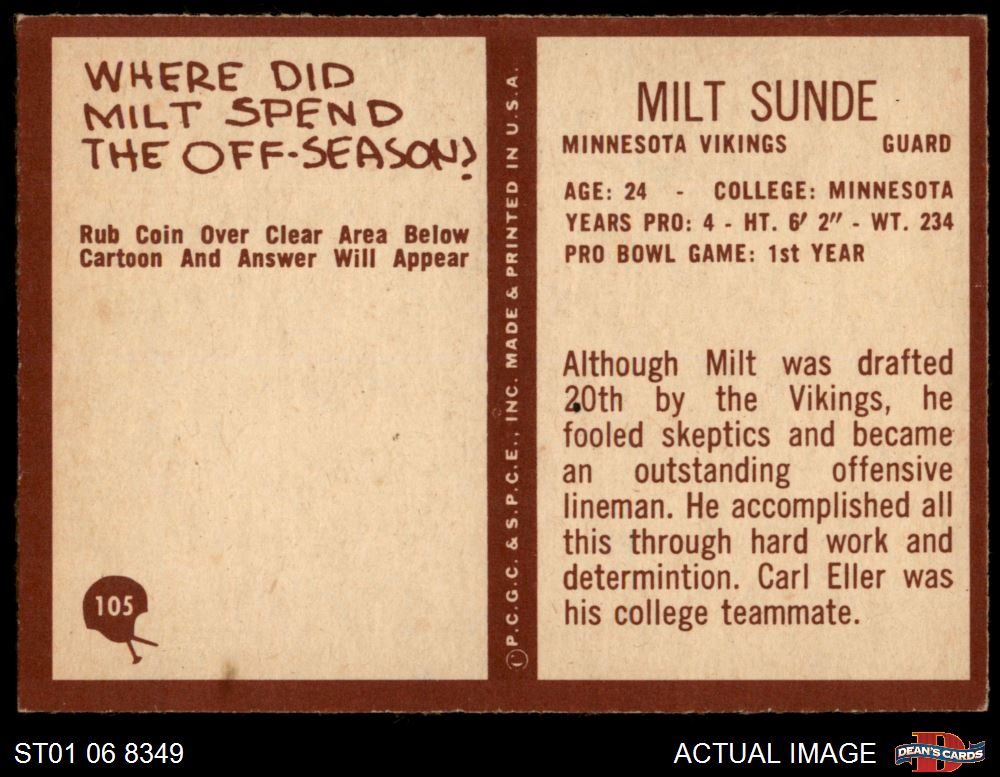 WHERE DID
MILT SPEND
THE OFF-SEASON?
Rub Coin Over Clear Area Below
Cartoon And Answer Will Appear
105
© P.C.G.C. & S.P.C.E., INC. MADE & PRINTED IN U.S.A.
MILT SUNDE
MINNESOTA VIKINGS GUARD
AGE: 24 - COLLEGE: MINNESOTA
YEARS PRO: 4 - HT. 6' 2" - WT. 234
PRO BOWL GAME: 1st YEAR
Although Milt was drafted
20th by the Vikings, he
fooled skeptics and became
an outstanding offensive
lineman. He accomplished all
this through hard work and
determintion. Carl Eller was
his college teammate.
ST01 06 8349
ACTUAL IMAGE
D
DEAN'S CARDS